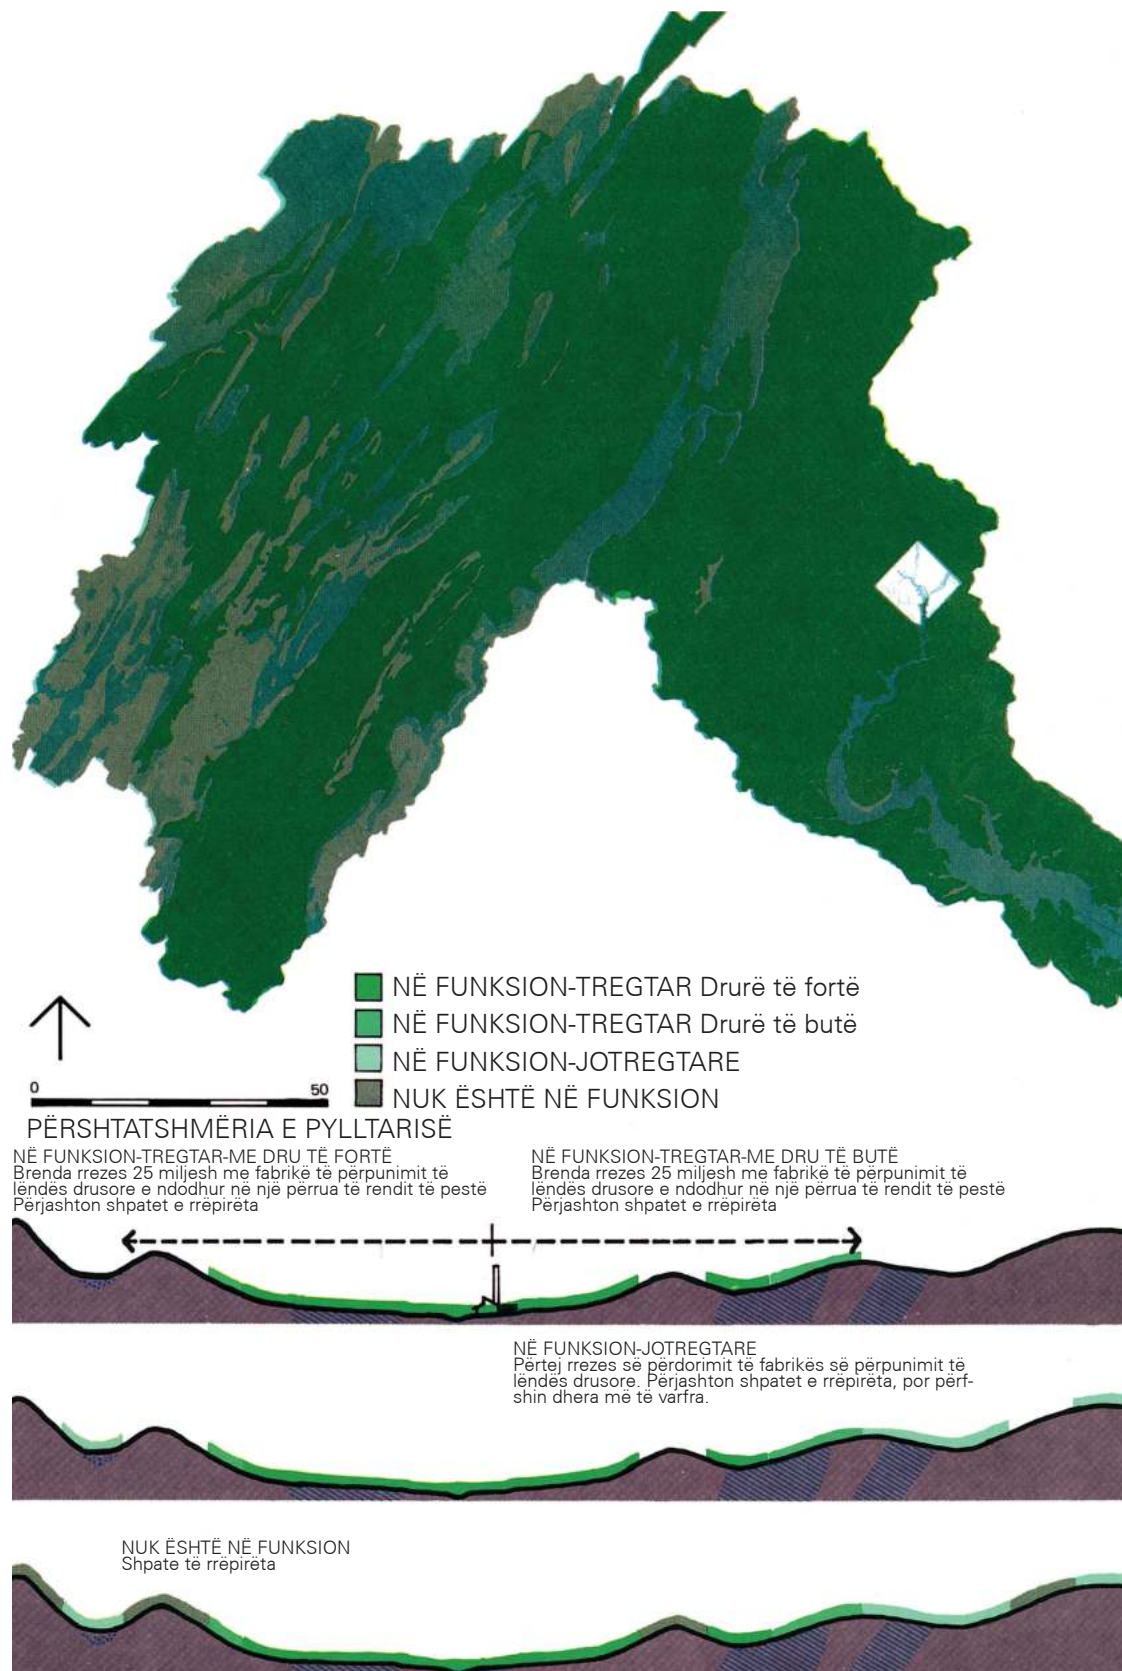 NË FUNKSION-TREGTAR Drurë të fortë
NË FUNKSION-TREGTAR Drurë të butë
NË FUNKSION-JOTREGTARE
NUK ËSHTË NË FUNKSION
0 50
PËRSHTATSHMËRIA E PYLLTARISË
NË FUNKSION-TREGTAR-ME DRU TË FORTË
Brenda rrezes 25 miljesh me fabrikë të përpunimit të
lëndës drusore e ndodhur në një përrua të rendit të pestë
Përjashton shpatet e rrëpirëta
NË FUNKSION-TREGTAR-ME DRU TË BUTË
Brenda rrezes 25 miljesh me fabrikë të përpunimit të
lëndës drusore e ndodhur në një përrua të rendit të pestë
Përjashton shpatet e rrëpirëta
NË FUNKSION-JOTREGTARE
Përtej rrezes së përdorimit të fabrikës së përpunimit të
lëndës drusore. Përjashton shpatet e rrëpirëta, por përf-
shin dhera më të varfra.
NUK ËSHTË NË FUNKSION
Shpate të rrëpirëta